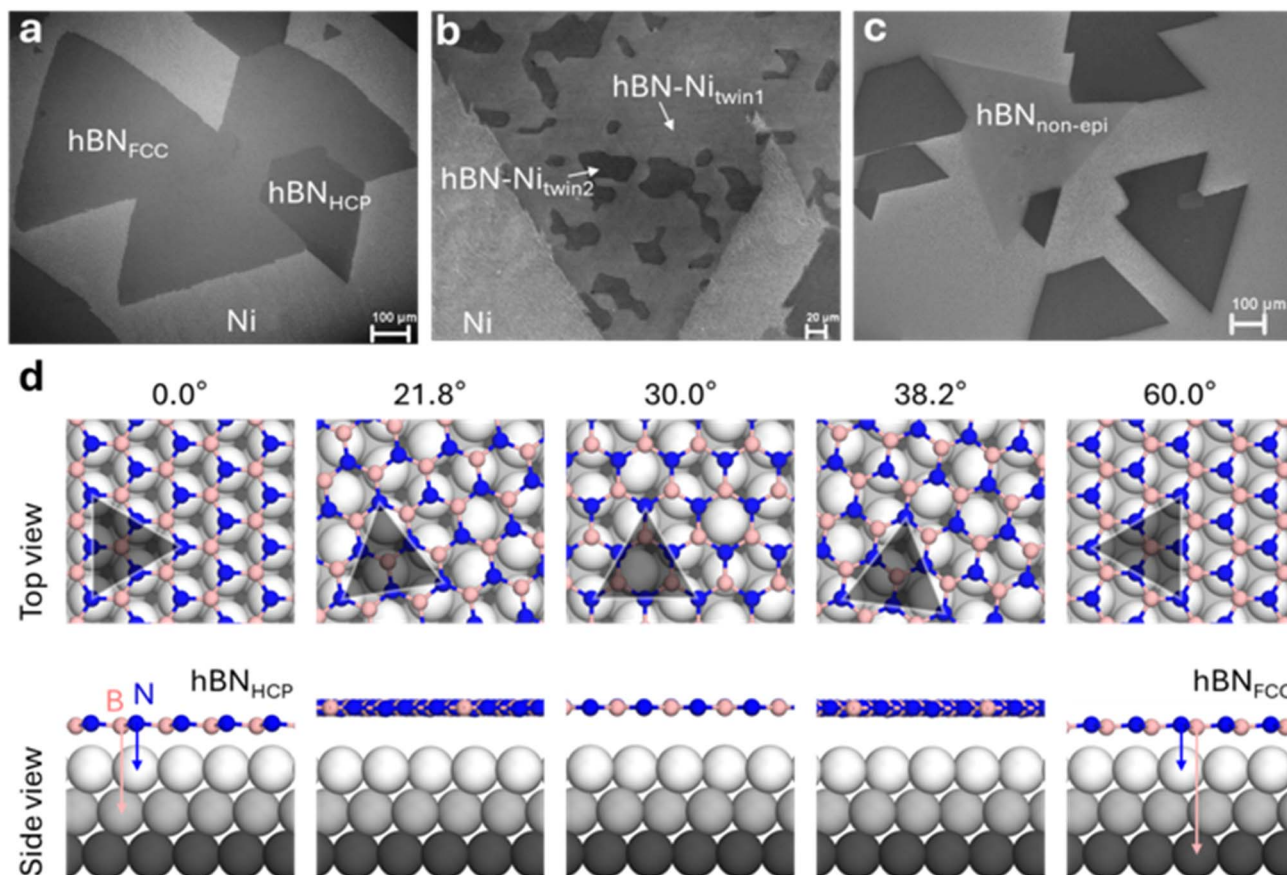 a
hBN_FCC
hBN_HCP
Ni
100 µm
b
hBN-Ni_twin1
hBN-Ni_twin2
Ni
20 µm
c
hBN_non-epi
100 µm
d
0.0° 21.8° 30.0° 38.2° 60.0°
Top view
B N hBN_HCP hBN_FCC
Side view